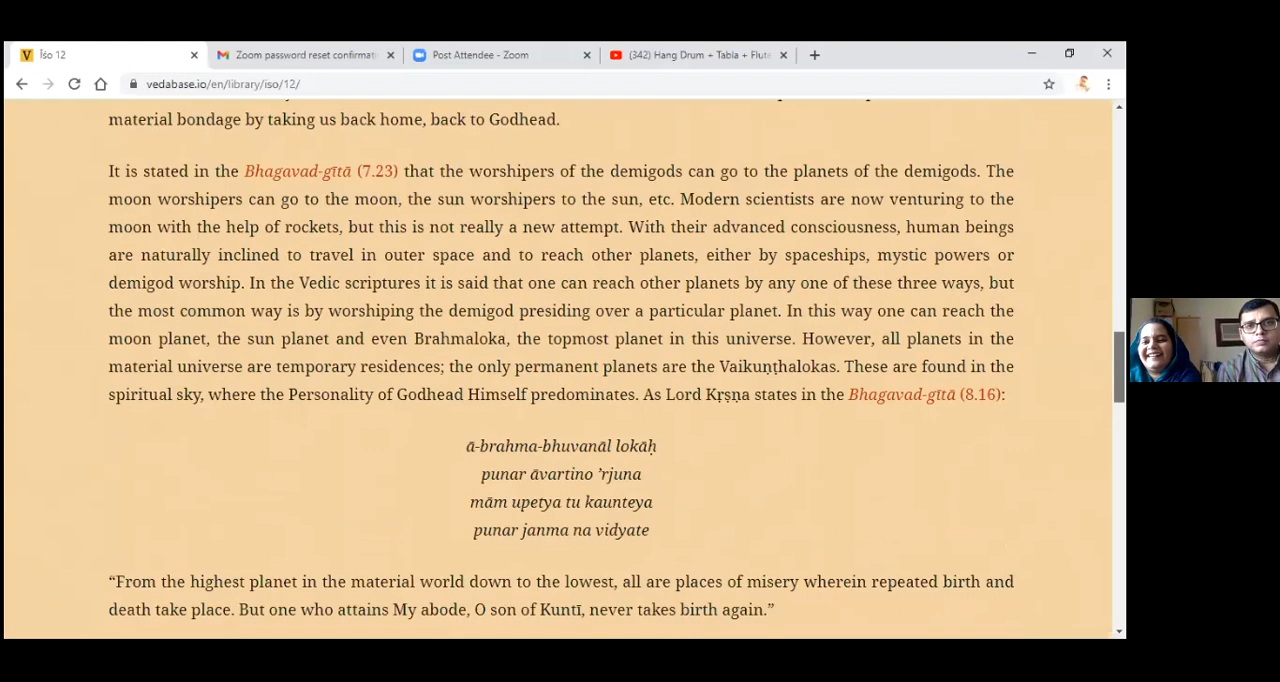 Īśo 12
Zoom password reset confirmati
Post Attendee - Zoom
(342) Hang Drum + Tabla + Flute
vedabase.io/en/library/iso/12/
material bondage by taking us back home, back to Godhead.
It is stated in the Bhagavad-gītā (7.23) that the worshipers of the demigods can go to the planets of the demigods. The
moon worshipers can go to the moon, the sun worshipers to the sun, etc. Modern scientists are now venturing to the
moon with the help of rockets, but this is not really a new attempt. With their advanced consciousness, human beings
are naturally inclined to travel in outer space and to reach other planets, either by spaceships, mystic powers or
demigod worship. In the Vedic scriptures it is said that one can reach other planets by any one of these three ways, but
the most common way is by worshiping the demigod presiding over a particular planet. In this way one can reach the
moon planet, the sun planet and even Brahmaloka, the topmost planet in this universe. However, all planets in the
material universe are temporary residences; the only permanent planets are the Vaikuṇṭhalokas. These are found in the
spiritual sky, where the Personality of Godhead Himself predominates. As Lord Kṛṣṇa states in the Bhagavad-gītā (8.16):
ā-brahma-bhuvanāl lokāḥ
punar āvartino ’rjuna
mām upetya tu kaunteya
punar janma na vidyate
“From the highest planet in the material world down to the lowest, all are places of misery wherein repeated birth and
death take place. But one who attains My abode, O son of Kuntī, never takes birth again.”